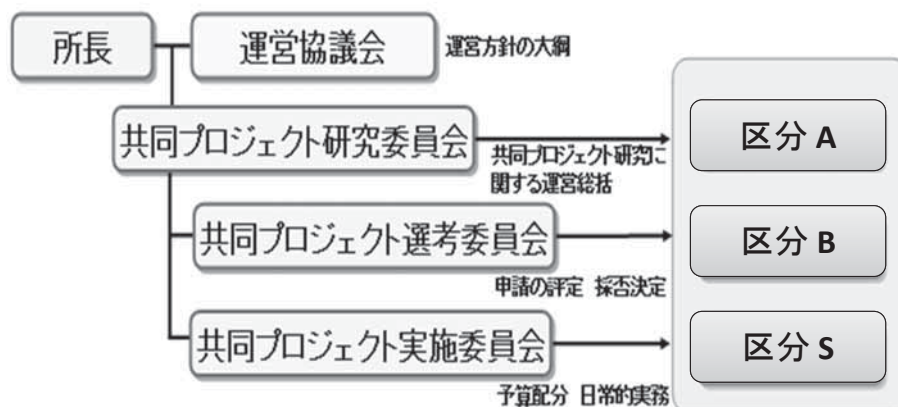 所長
運営協議会
運営方針の大綱
共同プロジェクト研究委員会
共同プロジェクト研究に
関する運営総括
区分 A
共同プロジェクト選考委員会
申請の評定 採否決定
区分 B
共同プロジェクト実施委員会
予算配分 日常的実務
区分 S